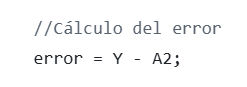 //Cálculo del error
error = Y - A2;